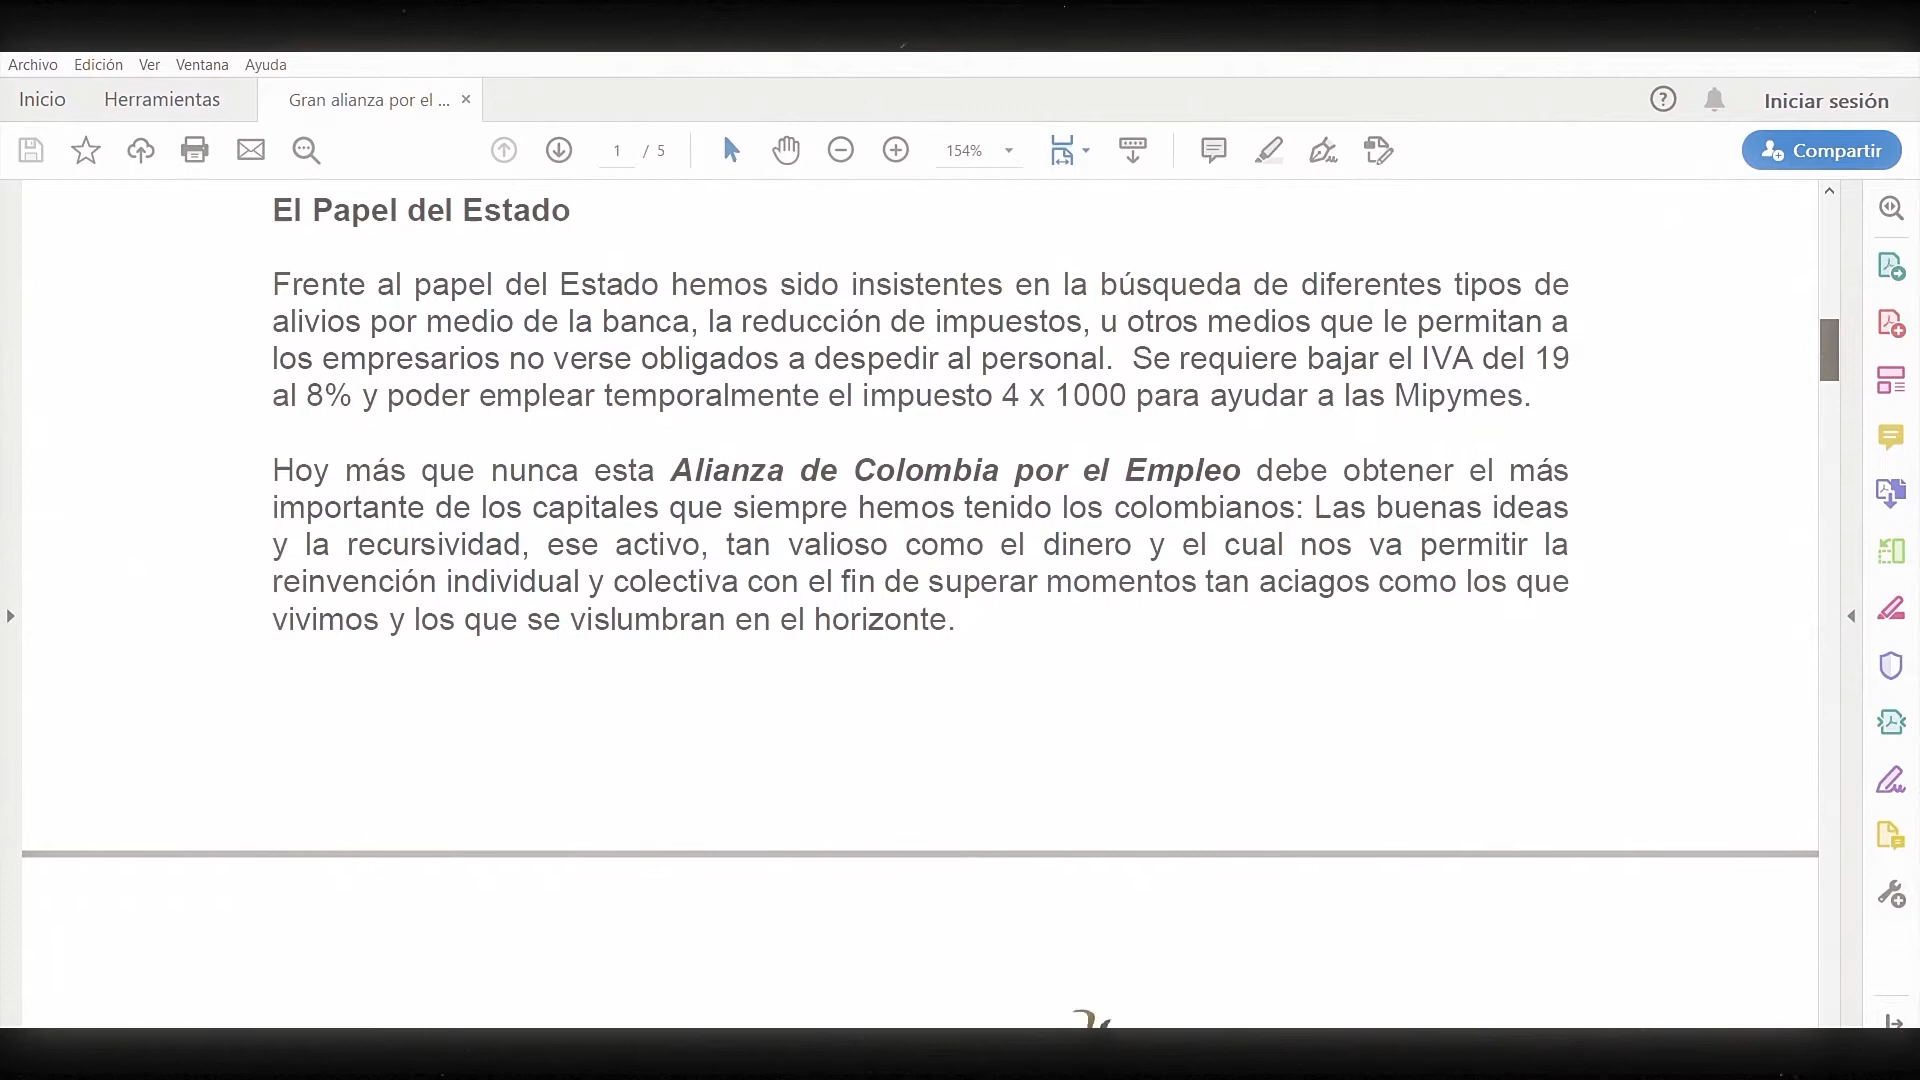 Archivo Edición Ver Ventana Ayuda
Inicio Herramientas Gran alianza por el ... × Iniciar sesión
1 / 5 154% Compartir
El Papel del Estado
Frente al papel del Estado hemos sido insistentes en la búsqueda de diferentes tipos de
alivios por medio de la banca, la reducción de impuestos, u otros medios que le permitan a
los empresarios no verse obligados a despedir al personal. Se requiere bajar el IVA del 19
al 8% y poder emplear temporalmente el impuesto 4 x 1000 para ayudar a las Mipymes.
Hoy más que nunca esta Alianza de Colombia por el Empleo debe obtener el más
importante de los capitales que siempre hemos tenido los colombianos: Las buenas ideas
y la recursividad, ese activo, tan valioso como el dinero y el cual nos va permitir la
reinvención individual y colectiva con el fin de superar momentos tan aciagos como los que
vivimos y los que se vislumbran en el horizonte.